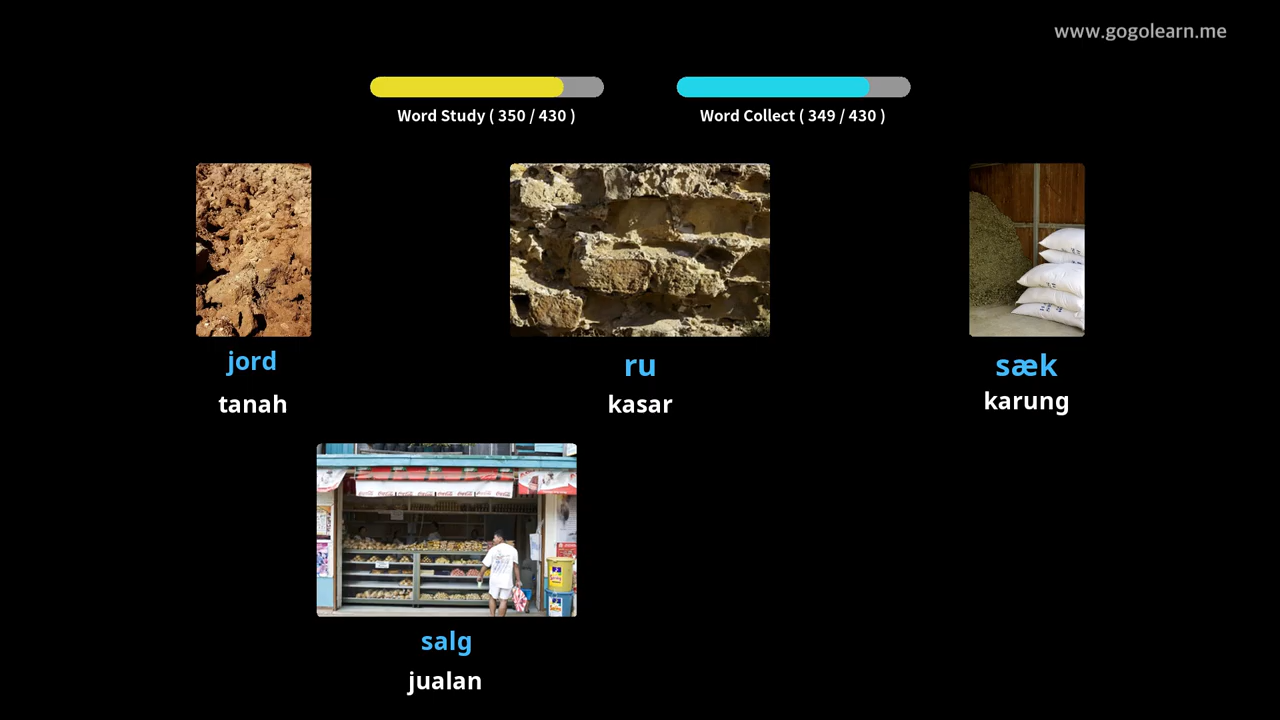 www.gogolearn.me
Word Study ( 350 / 430 )
Word Collect ( 349 / 430 )
jord
tanah
ru
kasar
sæk
karung
salg
jualan